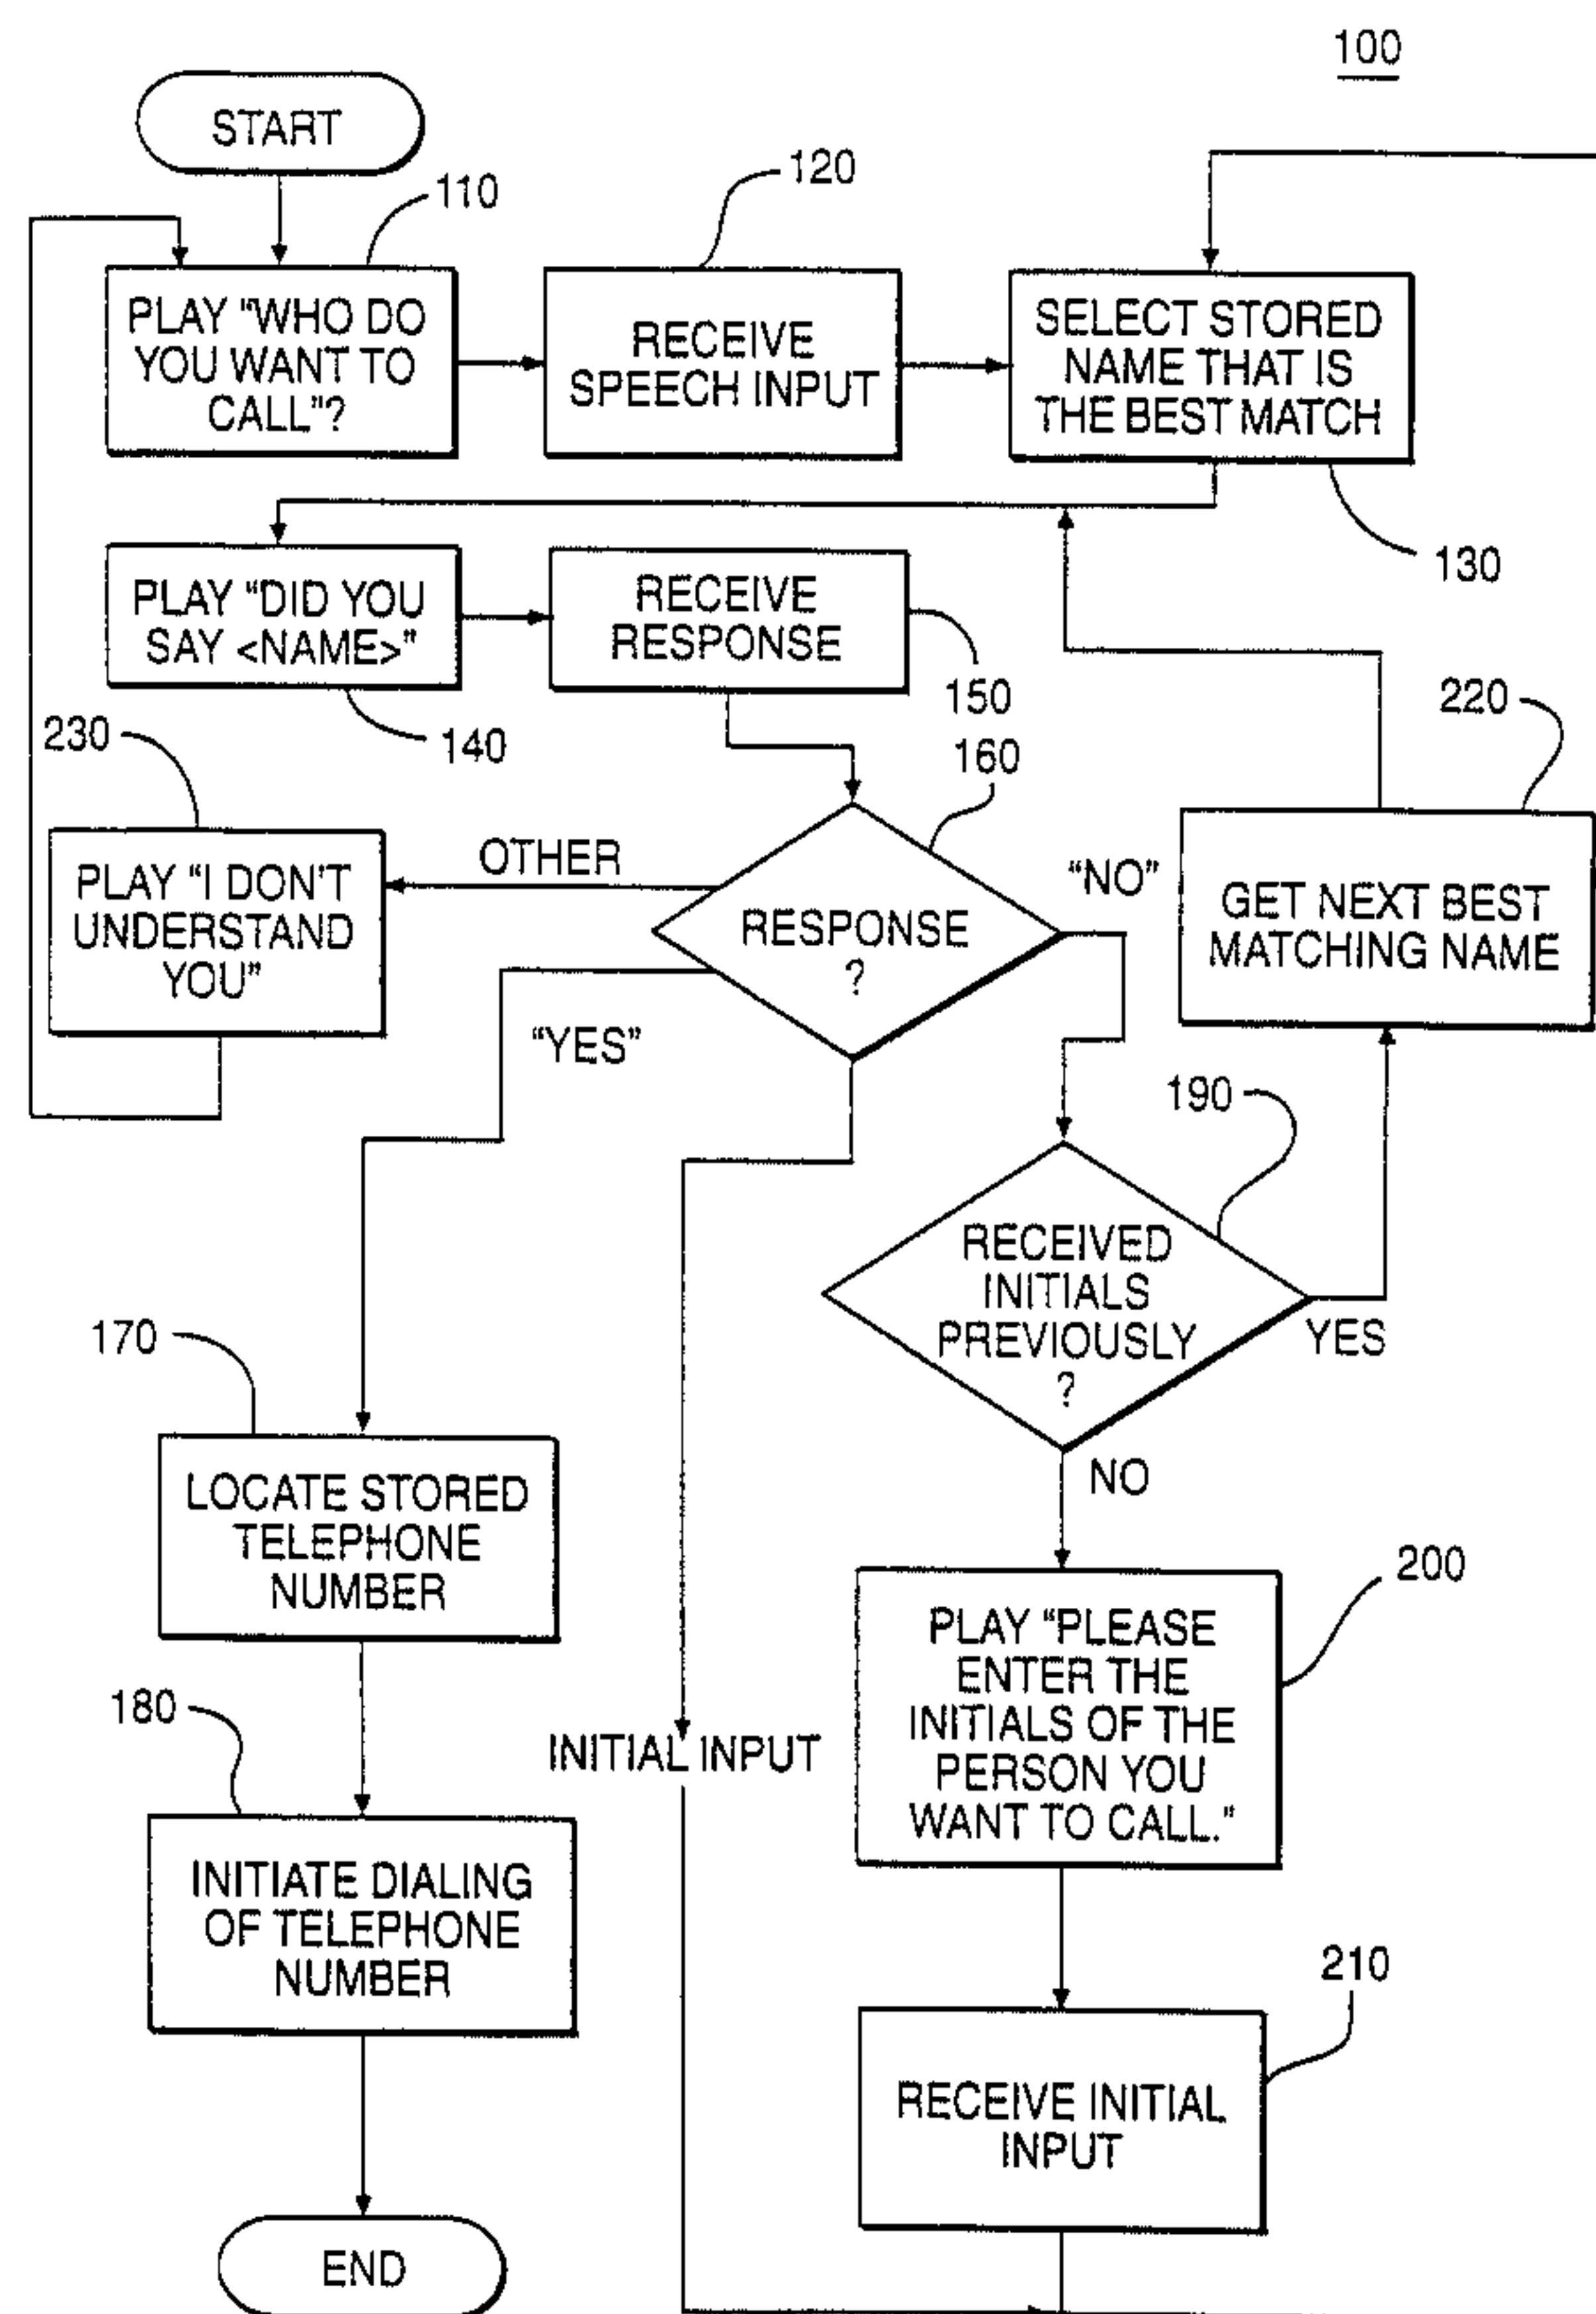 100
START
110
120
PLAY “WHO DO
YOU WANT TO
CALL”?
RECEIVE
SPEECH INPUT
SELECT STORED
NAME THAT IS
THE BEST MATCH
130
PLAY “DID YOU
SAY <NAME>”
140
RECEIVE
RESPONSE
150
160
220
230
PLAY “I DON'T
UNDERSTAND
YOU”
OTHER
RESPONSE
?
“NO”
GET NEXT BEST
MATCHING NAME
“YES”
190
RECEIVED
INITIALS
PREVIOUSLY
?
YES
NO
170
LOCATE STORED
TELEPHONE
NUMBER
200
PLAY “PLEASE
ENTER THE
INITIALS OF THE
PERSON YOU
WANT TO CALL.”
180
INITIAL INPUT
INITIATE DIALING
OF TELEPHONE
NUMBER
210
RECEIVE INITIAL
INPUT
END